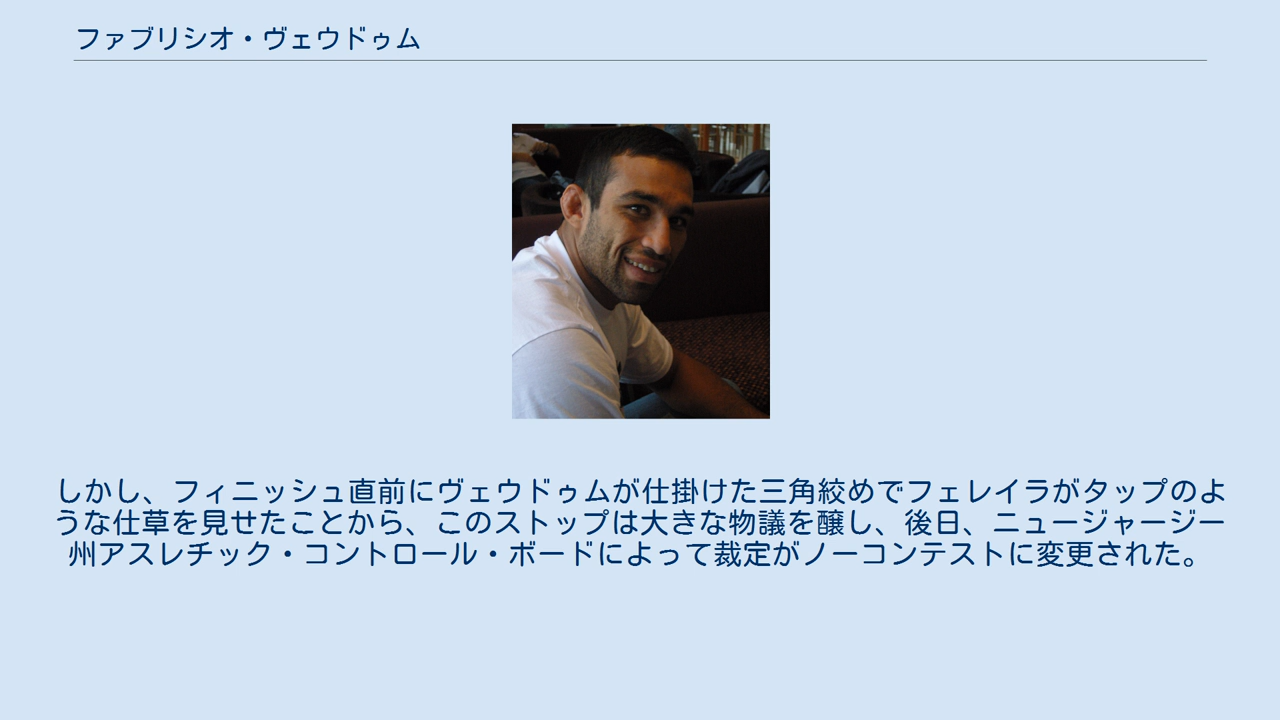 ファブリシオ・ヴェウドゥム
しかし、フィニッシュ直前にヴェウドゥムが仕掛けた三角絞めでフェレイラがタップのよ
うな仕草を見せたことから、このストップは大きな物議を醸し、後日、ニュージャージー
州アスレチック・コントロール・ボードによって裁定がノーコンテストに変更された。